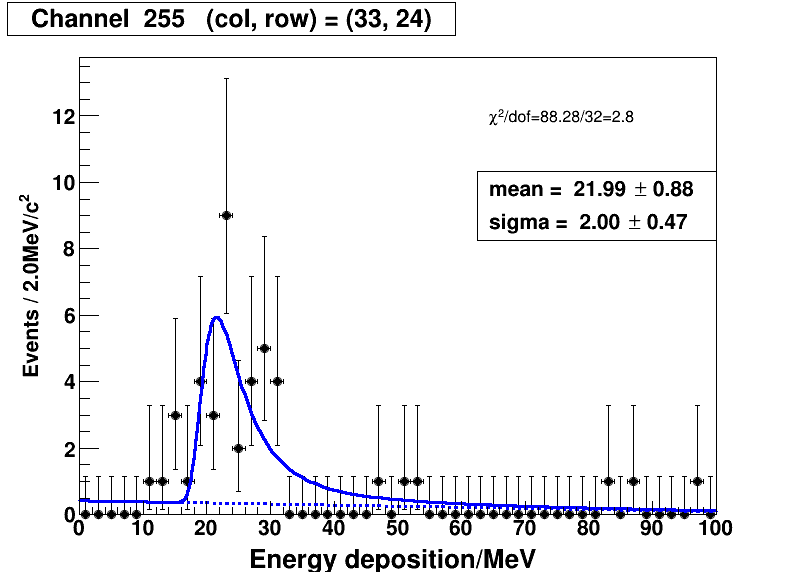 Channel 255 (col, row) = (33, 24)
χ²/dof=88.28/32=2.8
mean = 21.99 ± 0.88
sigma = 2.00 ± 0.47
Events / 2.0MeV/c²
12
10
8
6
4
2
0
0 10 20 30 40 50 60 70 80 90 100
Energy deposition/MeV